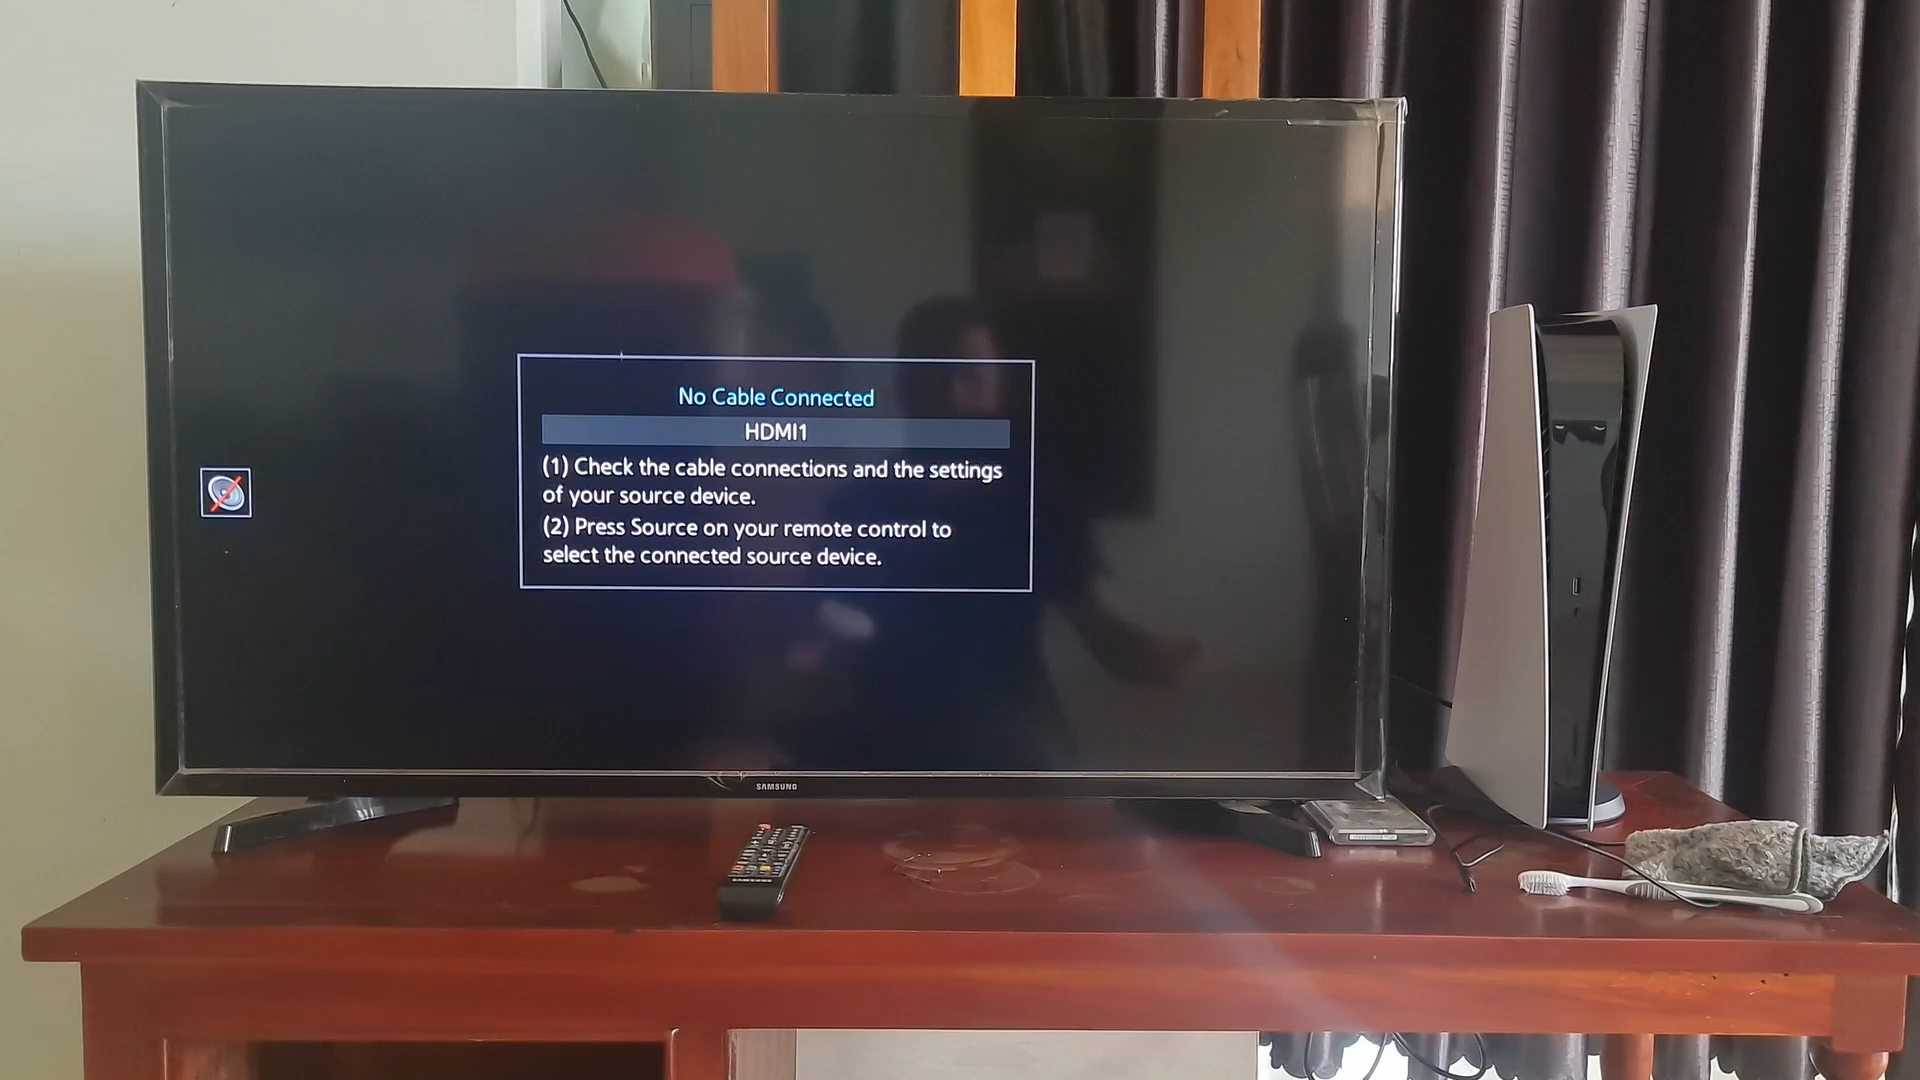 No Cable Connected
HDMI1
(1) Check the cable connections and the settings
of your source device.
(2) Press Source on your remote control to
select the connected source device.
SAMSUNG